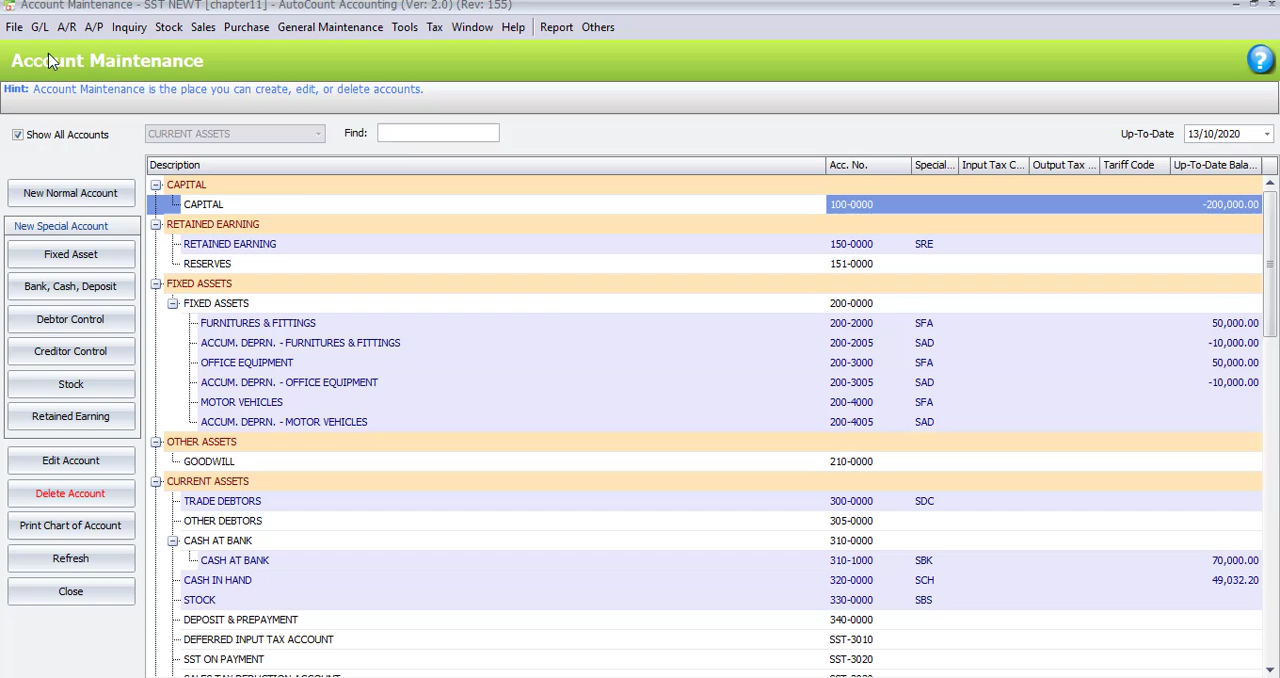 Account Maintenance - SST NEWT [chapter11] - AutoCount Accounting (Ver: 2.0) (Rev: 155)
File G/L A/R A/P Inquiry Stock Sales Purchase General Maintenance Tools Tax Window Help Report Others
Account Maintenance
Hint: Account Maintenance is the place you can create, edit, or delete accounts.
Show All Accounts CURRENT ASSETS Find: Up-To-Date 13/10/2020
Description Acc. No. Special... Input Tax C... Output Tax ... Tariff Code Up-To-Date Bala...
New Normal Account
New Special Account
Fixed Asset
Bank, Cash, Deposit
Debtor Control
Creditor Control
Stock
Retained Earning
Edit Account
Delete Account
Print Chart of Account
Refresh
Close
CAPITAL
CAPITAL 100-0000 -200,000.00
RETAINED EARNING
RETAINED EARNING 150-0000 SRE
RESERVES 151-0000
FIXED ASSETS
FIXED ASSETS 200-0000
FURNITURES & FITTINGS 200-2000 SFA 50,000.00
ACCUM. DEPRN. - FURNITURES & FITTINGS 200-2005 SAD -10,000.00
OFFICE EQUIPMENT 200-3000 SFA 50,000.00
ACCUM. DEPRN. - OFFICE EQUIPMENT 200-3005 SAD -10,000.00
MOTOR VEHICLES 200-4000 SFA
ACCUM. DEPRN. - MOTOR VEHICLES 200-4005 SAD
OTHER ASSETS
GOODWILL 210-0000
CURRENT ASSETS
TRADE DEBTORS 300-0000 SDC
OTHER DEBTORS 305-0000
CASH AT BANK 310-0000
CASH AT BANK 310-1000 SBK 70,000.00
CASH IN HAND 320-0000 SCH 49,032.20
STOCK 330-0000 SBS
DEPOSIT & PREPAYMENT 340-0000
DEFERRED INPUT TAX ACCOUNT SST-3010
SST ON PAYMENT SST-3020